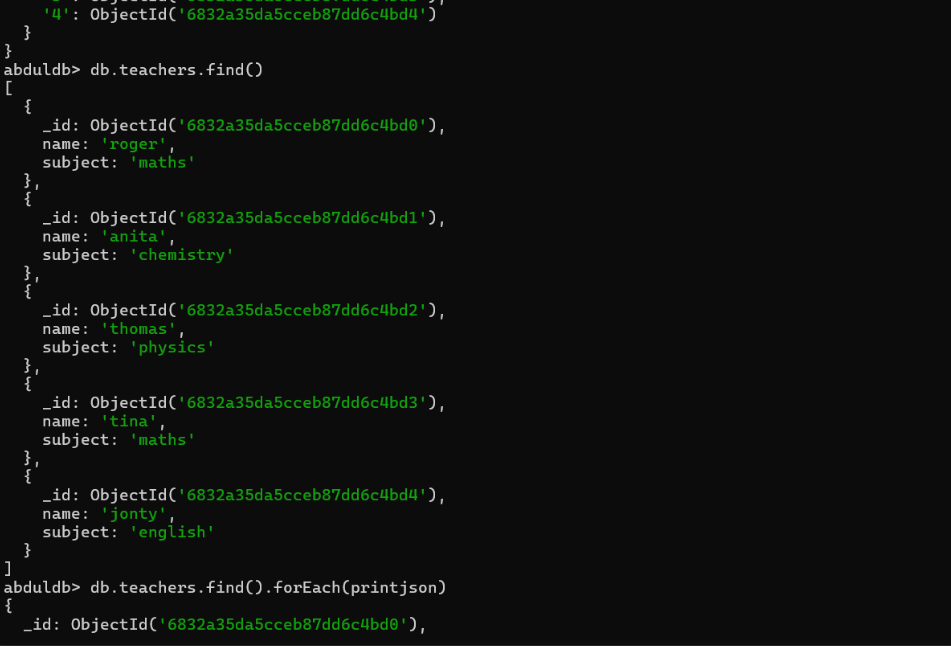 '4': ObjectId('6832a35da5cceb87dd6c4bd4')
}
}
abduldb> db.teachers.find()
[
{
_id: ObjectId('6832a35da5cceb87dd6c4bd0'),
name: 'roger',
subject: 'maths'
},
{
_id: ObjectId('6832a35da5cceb87dd6c4bd1'),
name: 'anita',
subject: 'chemistry'
},
{
_id: ObjectId('6832a35da5cceb87dd6c4bd2'),
name: 'thomas',
subject: 'physics'
},
{
_id: ObjectId('6832a35da5cceb87dd6c4bd3'),
name: 'tina',
subject: 'maths'
},
{
_id: ObjectId('6832a35da5cceb87dd6c4bd4'),
name: 'jonty',
subject: 'english'
}
]
abduldb> db.teachers.find().forEach(printjson)
{
_id: ObjectId('6832a35da5cceb87dd6c4bd0'),